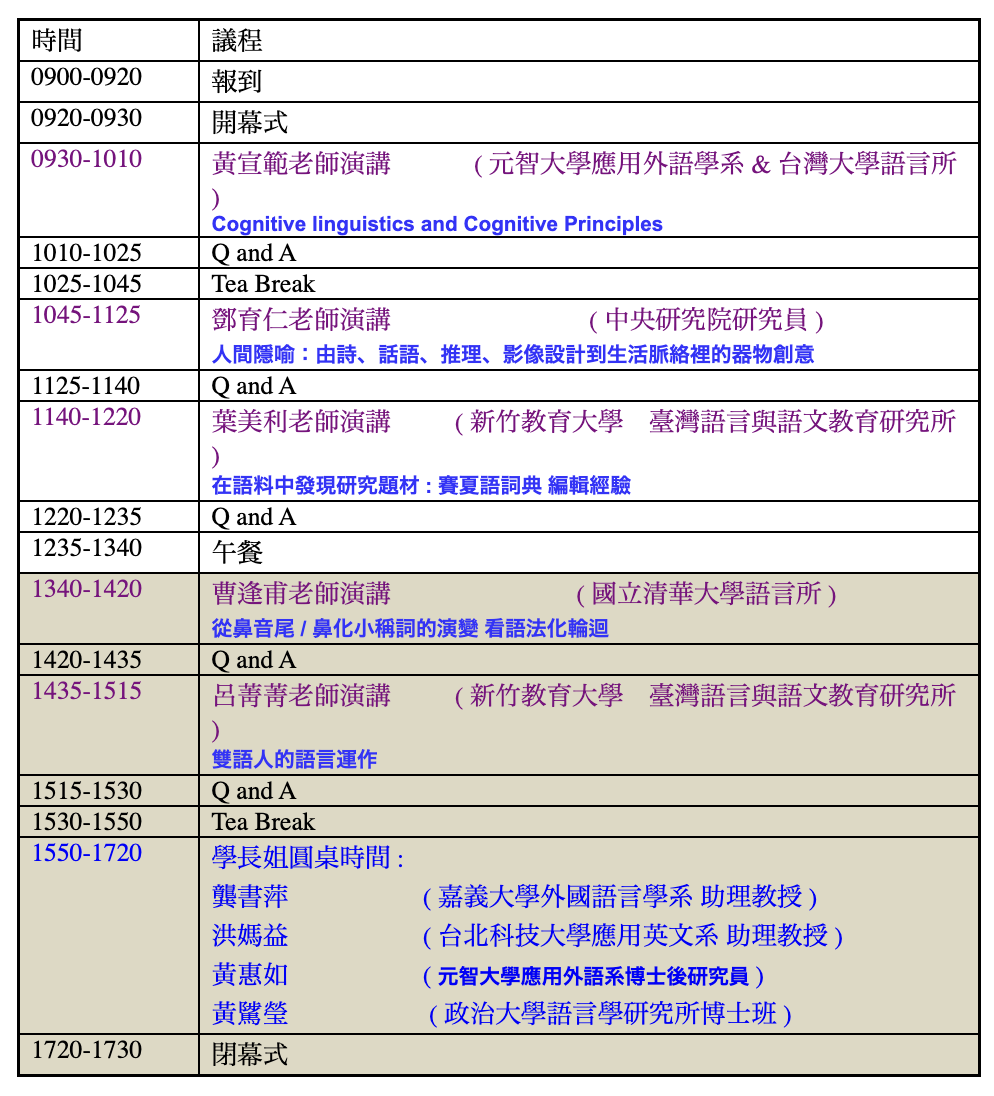 時間 議程
0900-0920 報到
0920-0930 開幕式
0930-1010 黃宣範老師演講 ( 元智大學應用外語學系 & 台灣大學語言所
)
Cognitive linguistics and Cognitive Principles
1010-1025 Q and A
1025-1045 Tea Break
1045-1125 鄧育仁老師演講 ( 中央研究院研究員 )
人間隱喻：由詩、話語、推理、影像設計到生活脈絡裡的器物創意
1125-1140 Q and A
1140-1220 葉美利老師演講 ( 新竹教育大學 臺灣語言與語文教育研究所
)
在語料中發現研究題材 : 賽夏語詞典 編輯經驗
1220-1235 Q and A
1235-1340 午餐
1340-1420 曹逢甫老師演講 ( 國立清華大學語言所 )
從鼻音尾 / 鼻化小稱詞的演變 看語法化輪迴
1420-1435 Q and A
1435-1515 呂菁菁老師演講 ( 新竹教育大學 臺灣語言與語文教育研究所
)
雙語人的語言運作
1515-1530 Q and A
1530-1550 Tea Break
1550-1720 學長姐圓桌時間 :
龔書萍 ( 嘉義大學外國語言學系 助理教授 )
洪媽益 ( 台北科技大學應用英文系 助理教授 )
黃惠如 ( 元智大學應用外語系博士後研究員 )
黃騭瑩 ( 政治大學語言學研究所博士班 )
1720-1730 閉幕式